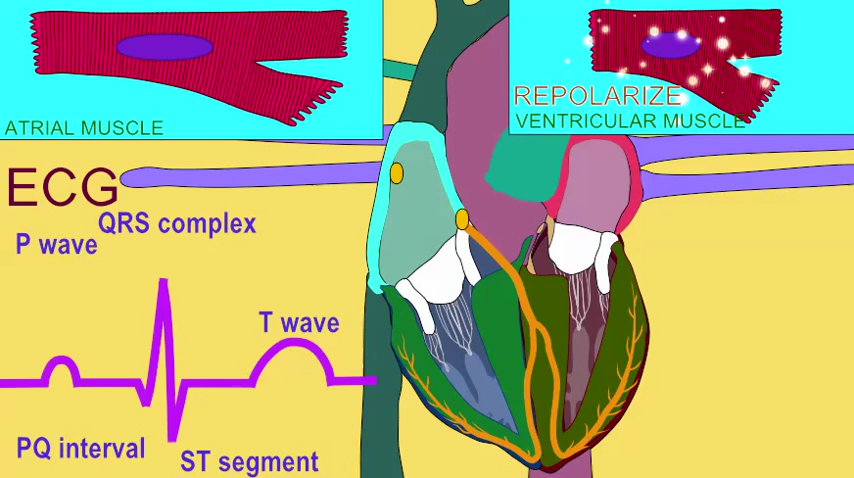 REPOLARIZE
ATRIAL MUSCLE
VENTRICULAR MUSCLE
ECG
QRS complex
P wave
T wave
PQ interval
ST segment